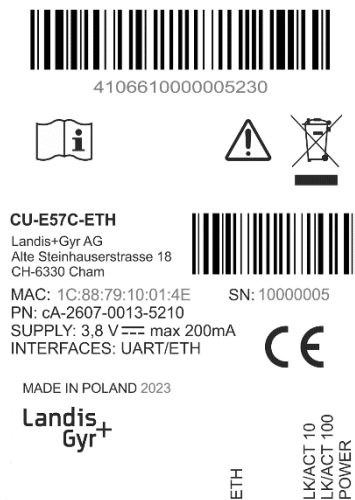 4106610000005230
CU-E57C-ETH
Landis+Gyr AG
Alte Steinhauserstrasse 18
CH-6330 Cham
MAC: 1C:88:79:10:01:4E SN: 10000005
PN: cA-2607-0013-5210
SUPPLY: 3,8 V max 200mA
INTERFACES: UART/ETH
CE
MADE IN POLAND 2023
Landis
Gyr+
ETH
LK/ACT 10
LK/ACT 100
POWER